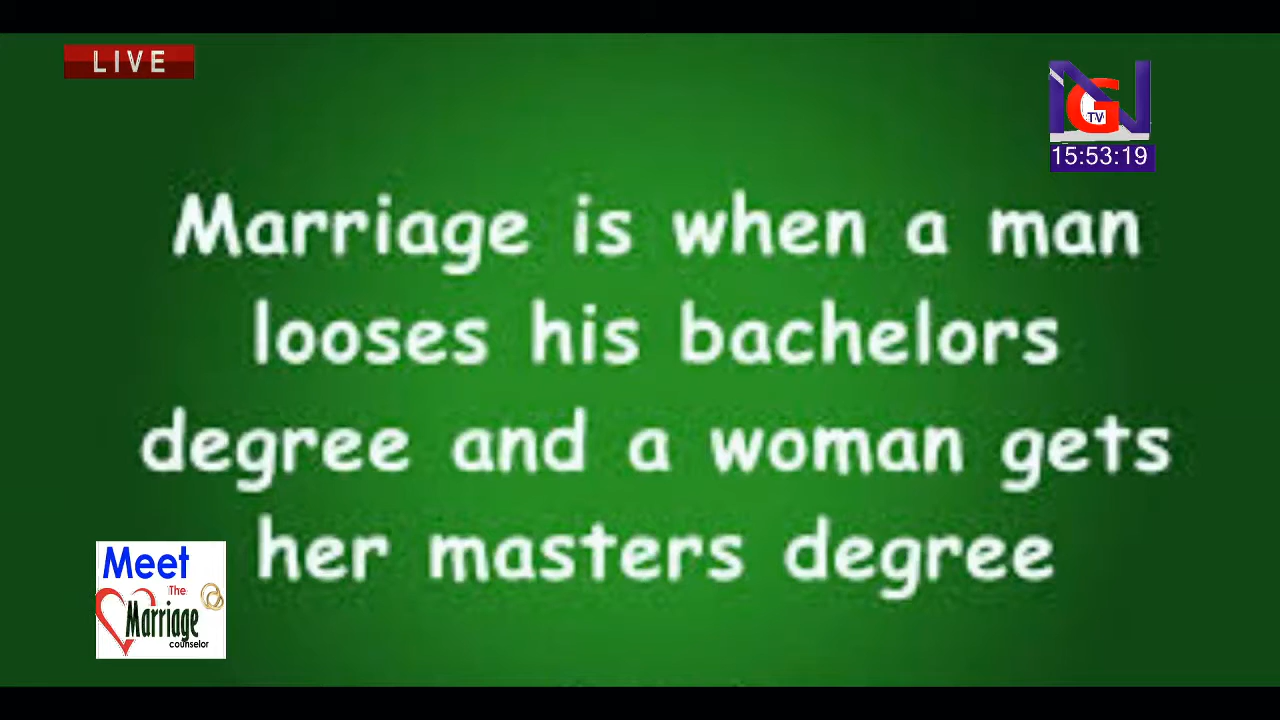 LIVE
NG
TV
15:53:19
Marriage is when a man
looses his bachelors
degree and a woman gets
her masters degree
Meet
The
Marriage
counselor